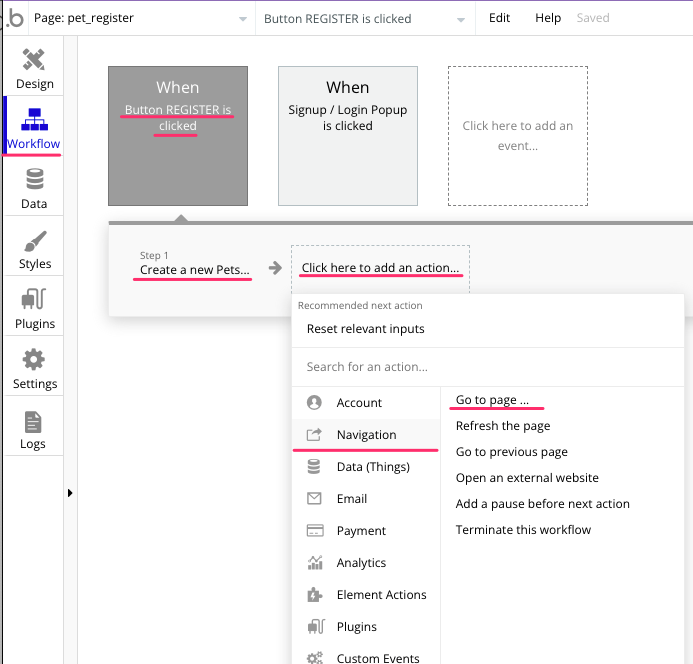 .b
Page: pet_register
Button REGISTER is clicked
Edit
Help
Saved
Design
Workflow
Data
Styles
Plugins
Settings
Logs
When
Button REGISTER is
clicked
When
Signup / Login Popup
is clicked
Click here to add an
event...
Step 1
Create a new Pets...
Click here to add an action...
Recommended next action
Reset relevant inputs
Search for an action...
Account
Navigation
Data (Things)
Email
Payment
Analytics
Element Actions
Plugins
Custom Events
Go to page ...
Refresh the page
Go to previous page
Open an external website
Add a pause before next action
Terminate this workflow